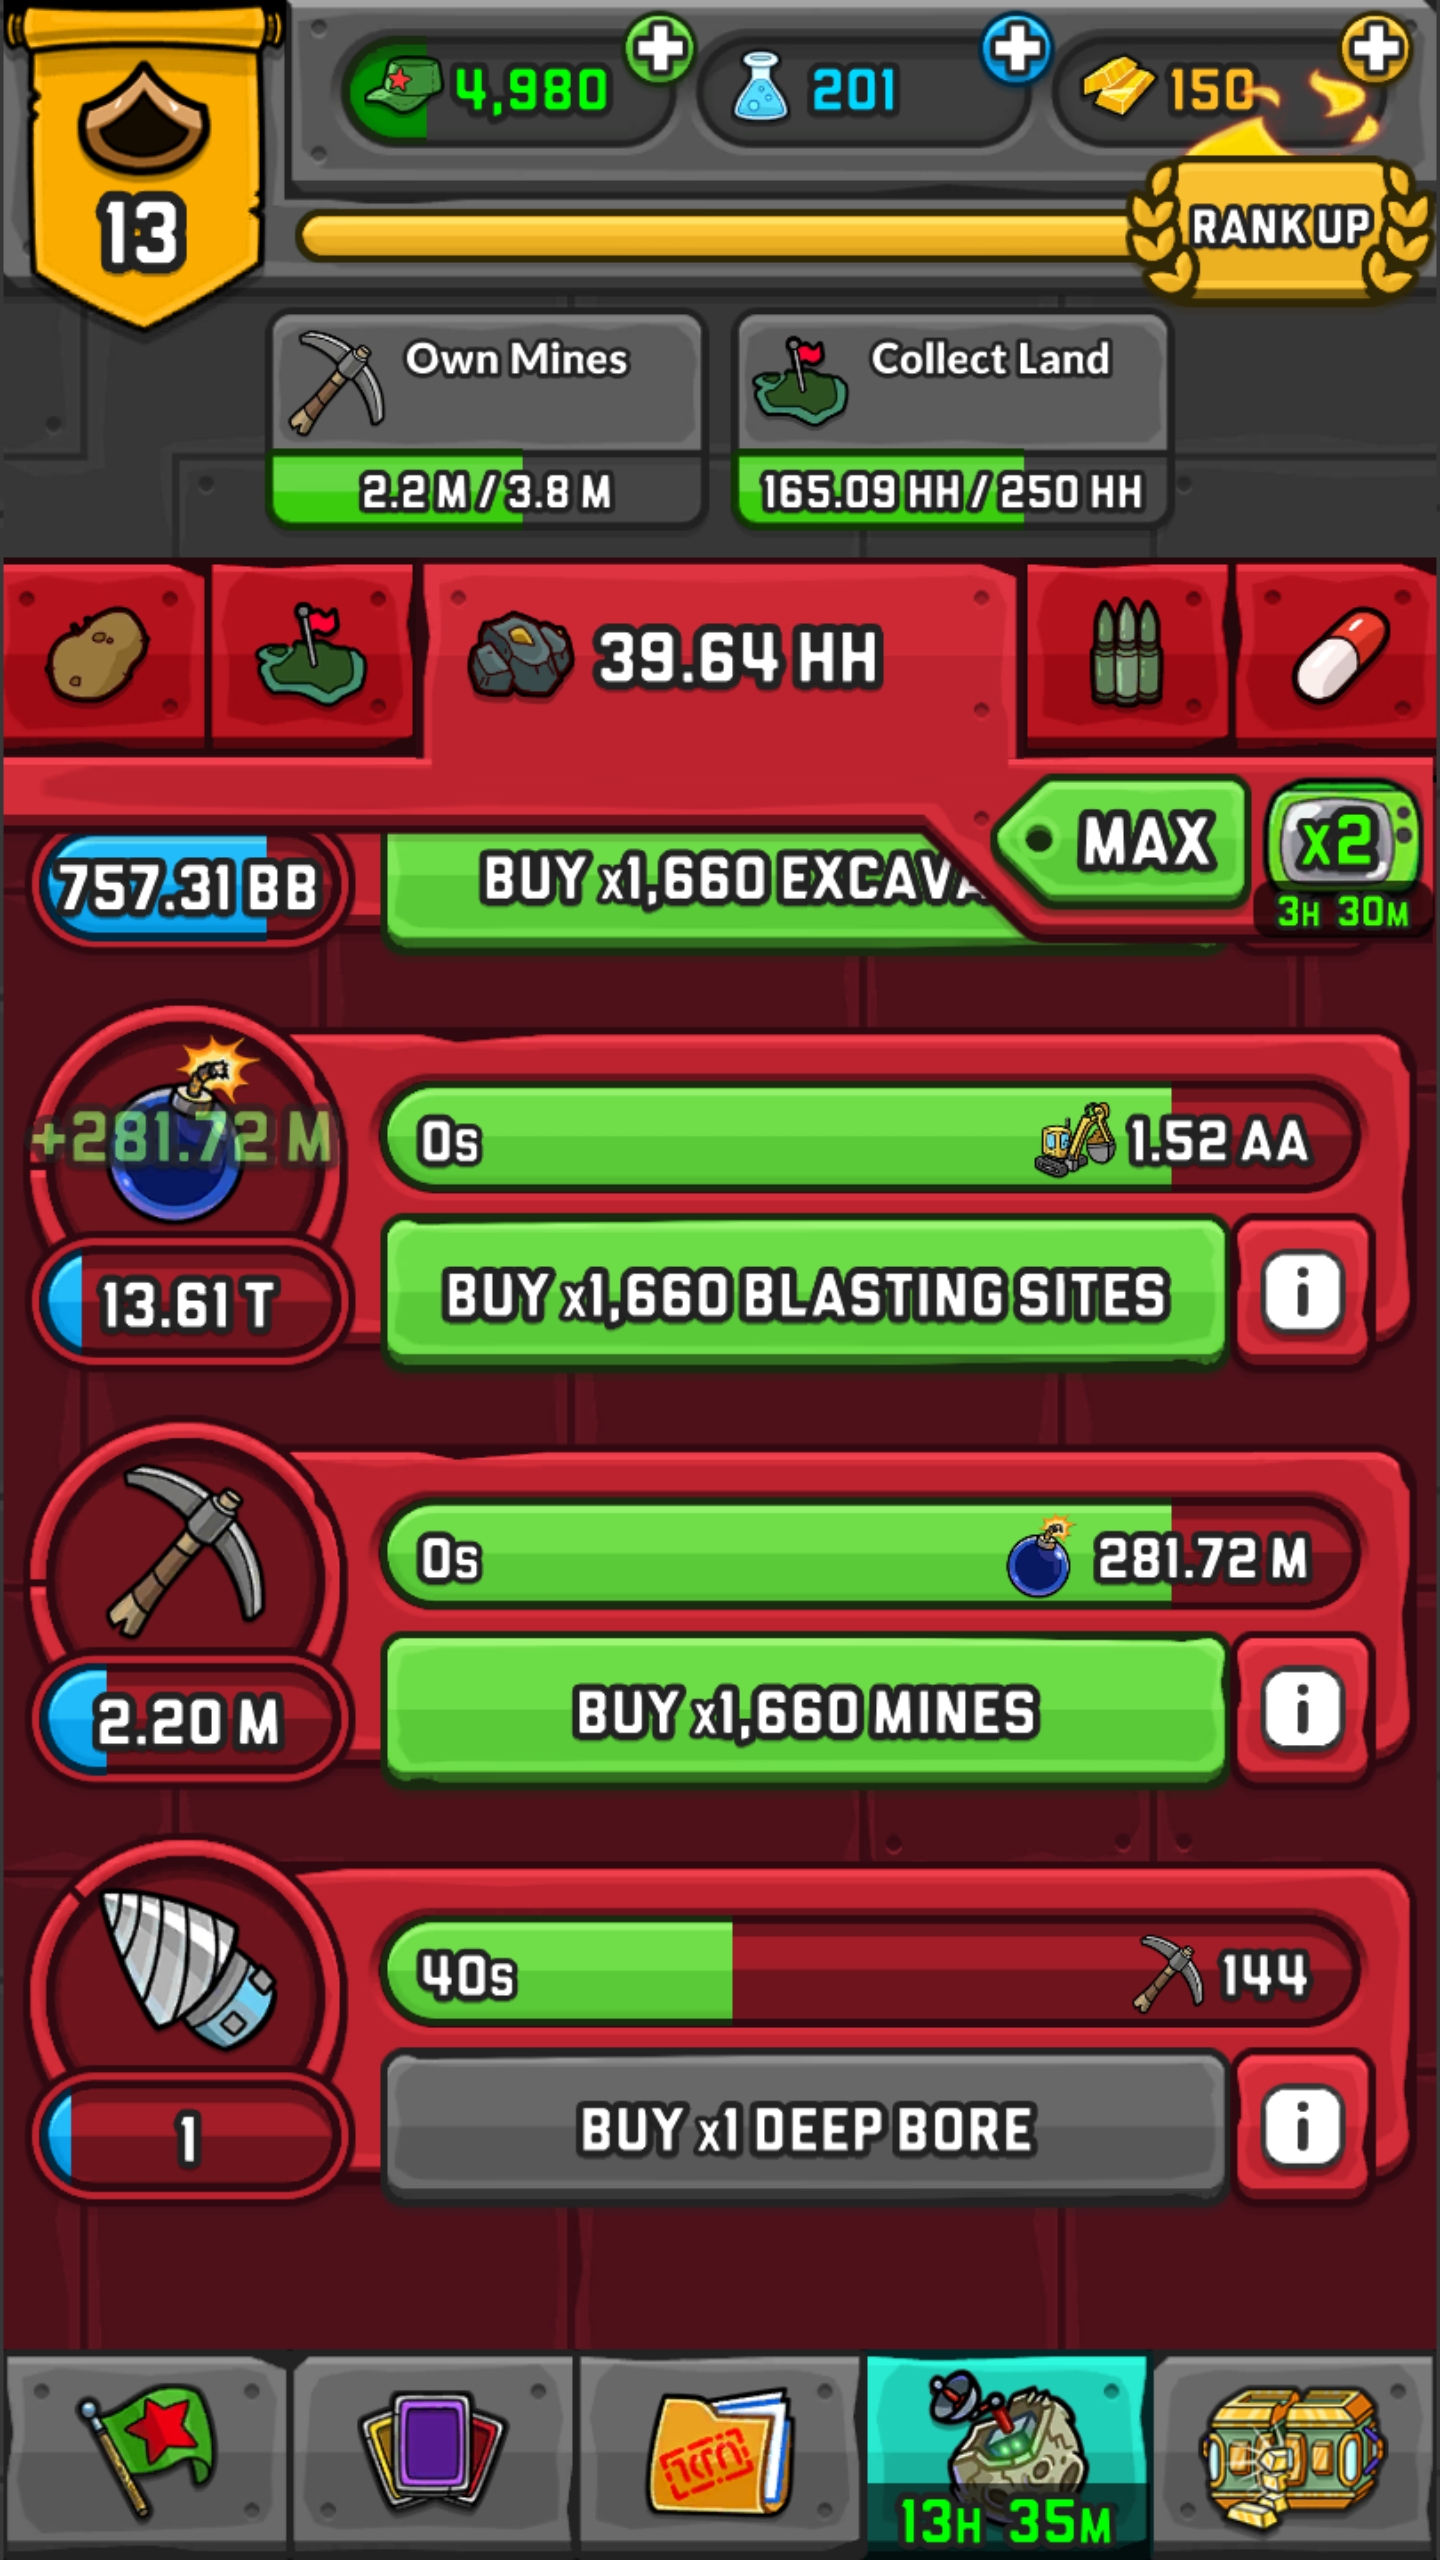 4,980
201
150
13
RANK UP
Own Mines
Collect Land
2.2 M / 3.8 M
165.09 HH / 250 HH
39.64 HH
MAX
x2
3H 30M
757.31 BB
BUY x1,660 EXCAVA
+281.72 M
0s
1.52 AA
13.61 T
BUY x1,660 BLASTING SITES
i
0s
281.72 M
2.20 M
BUY x1,660 MINES
i
40s
144
1
BUY x1 DEEP BORE
i
13H 35M